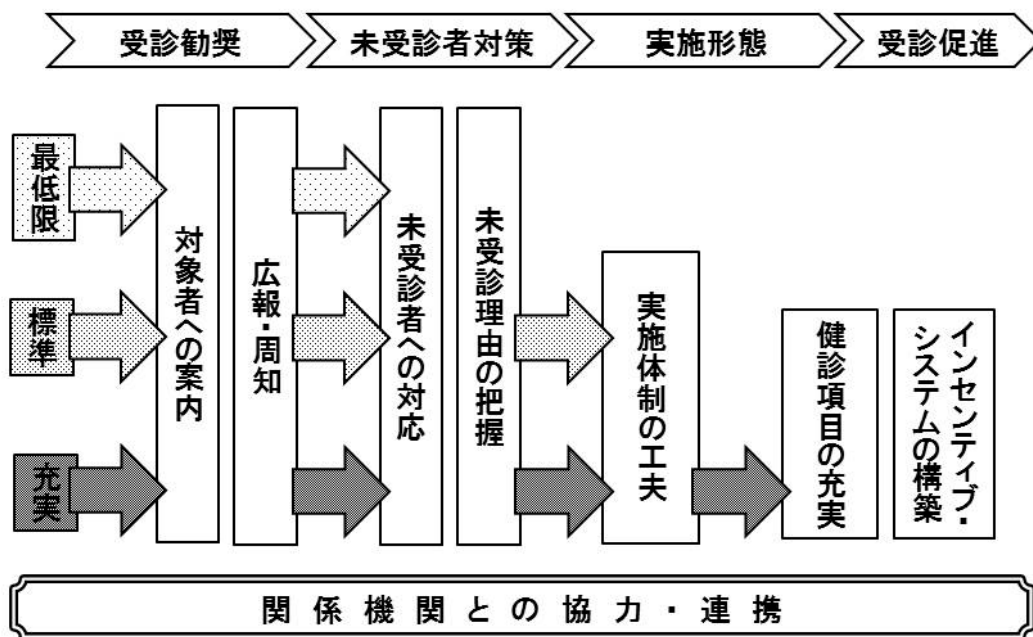 受診勧奨
未受診者対策
実施形態
受診促進
最低限
標準
充実
対象者への案内
広報・周知
未受診者への対応
未受診理由の把握
実施体制の工夫
健診項目の充実
インセンティブ・
システムの構築
関係機関との協力・連携